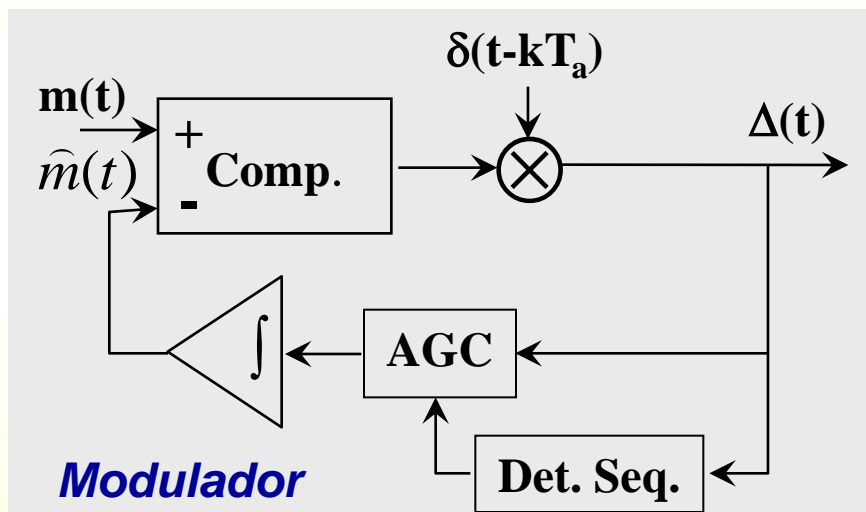 δ(t-kTₐ)
m(t)
Δ(t)
+
m̂(t)
Comp.
-
∫
AGC
Modulador
Det. Seq.